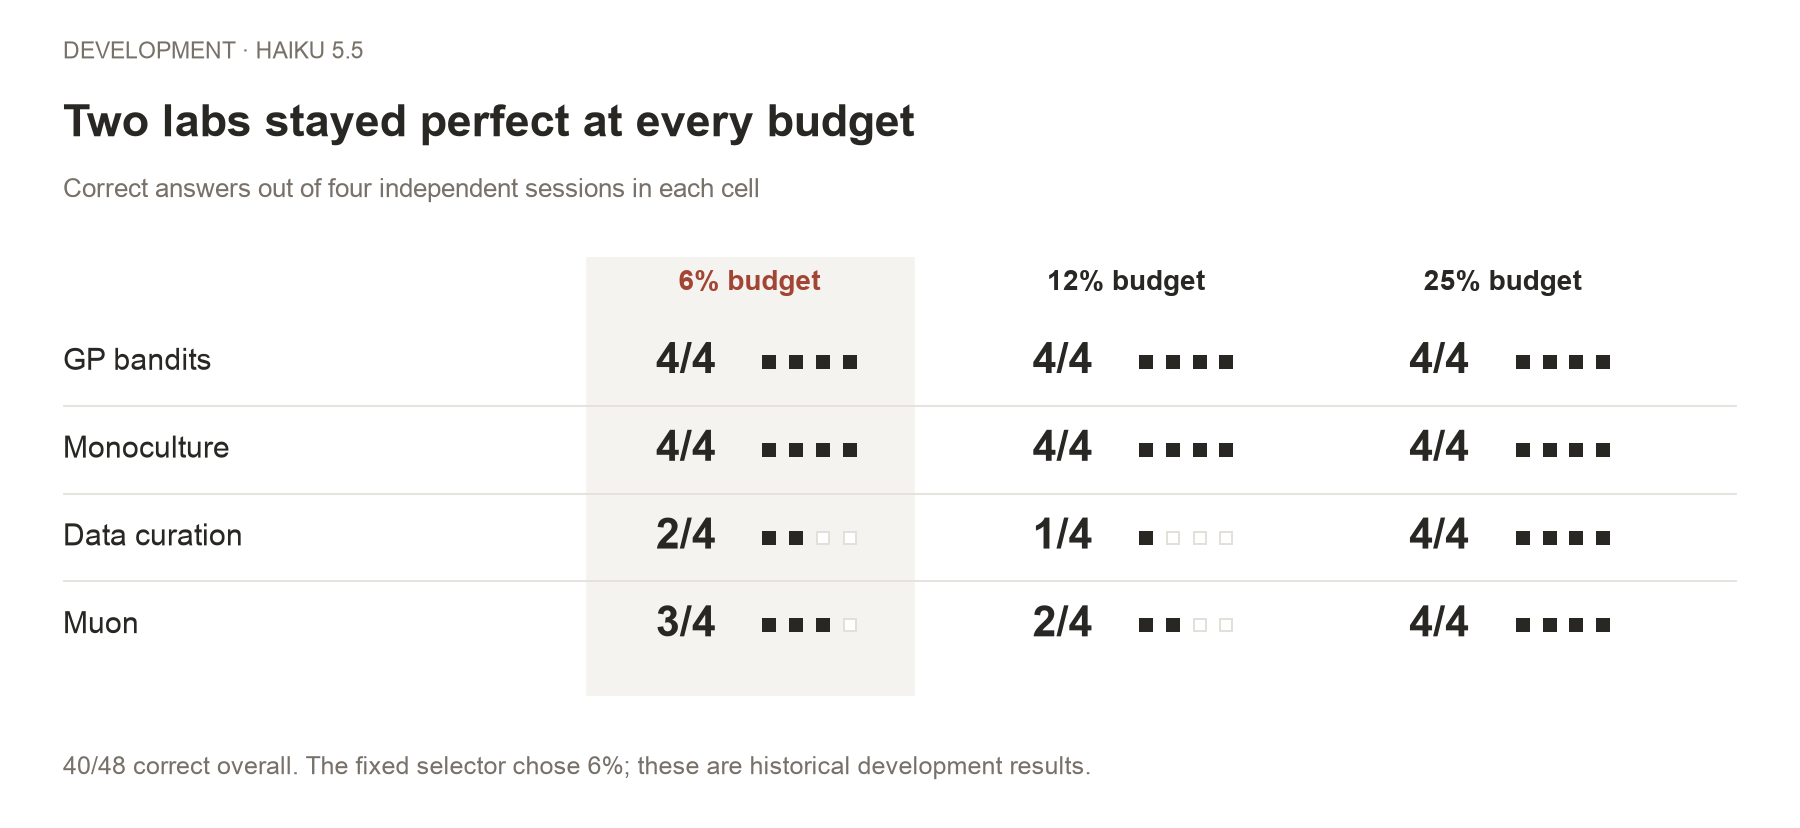 DEVELOPMENT · HAIKU 5.5
Two labs stayed perfect at every budget
Correct answers out of four independent sessions in each cell
6% budget 12% budget 25% budget
GP bandits 4/4 4/4 4/4
Monoculture 4/4 4/4 4/4
Data curation 2/4 1/4 4/4
Muon 3/4 2/4 4/4
40/48 correct overall. The fixed selector chose 6%; these are historical development results.